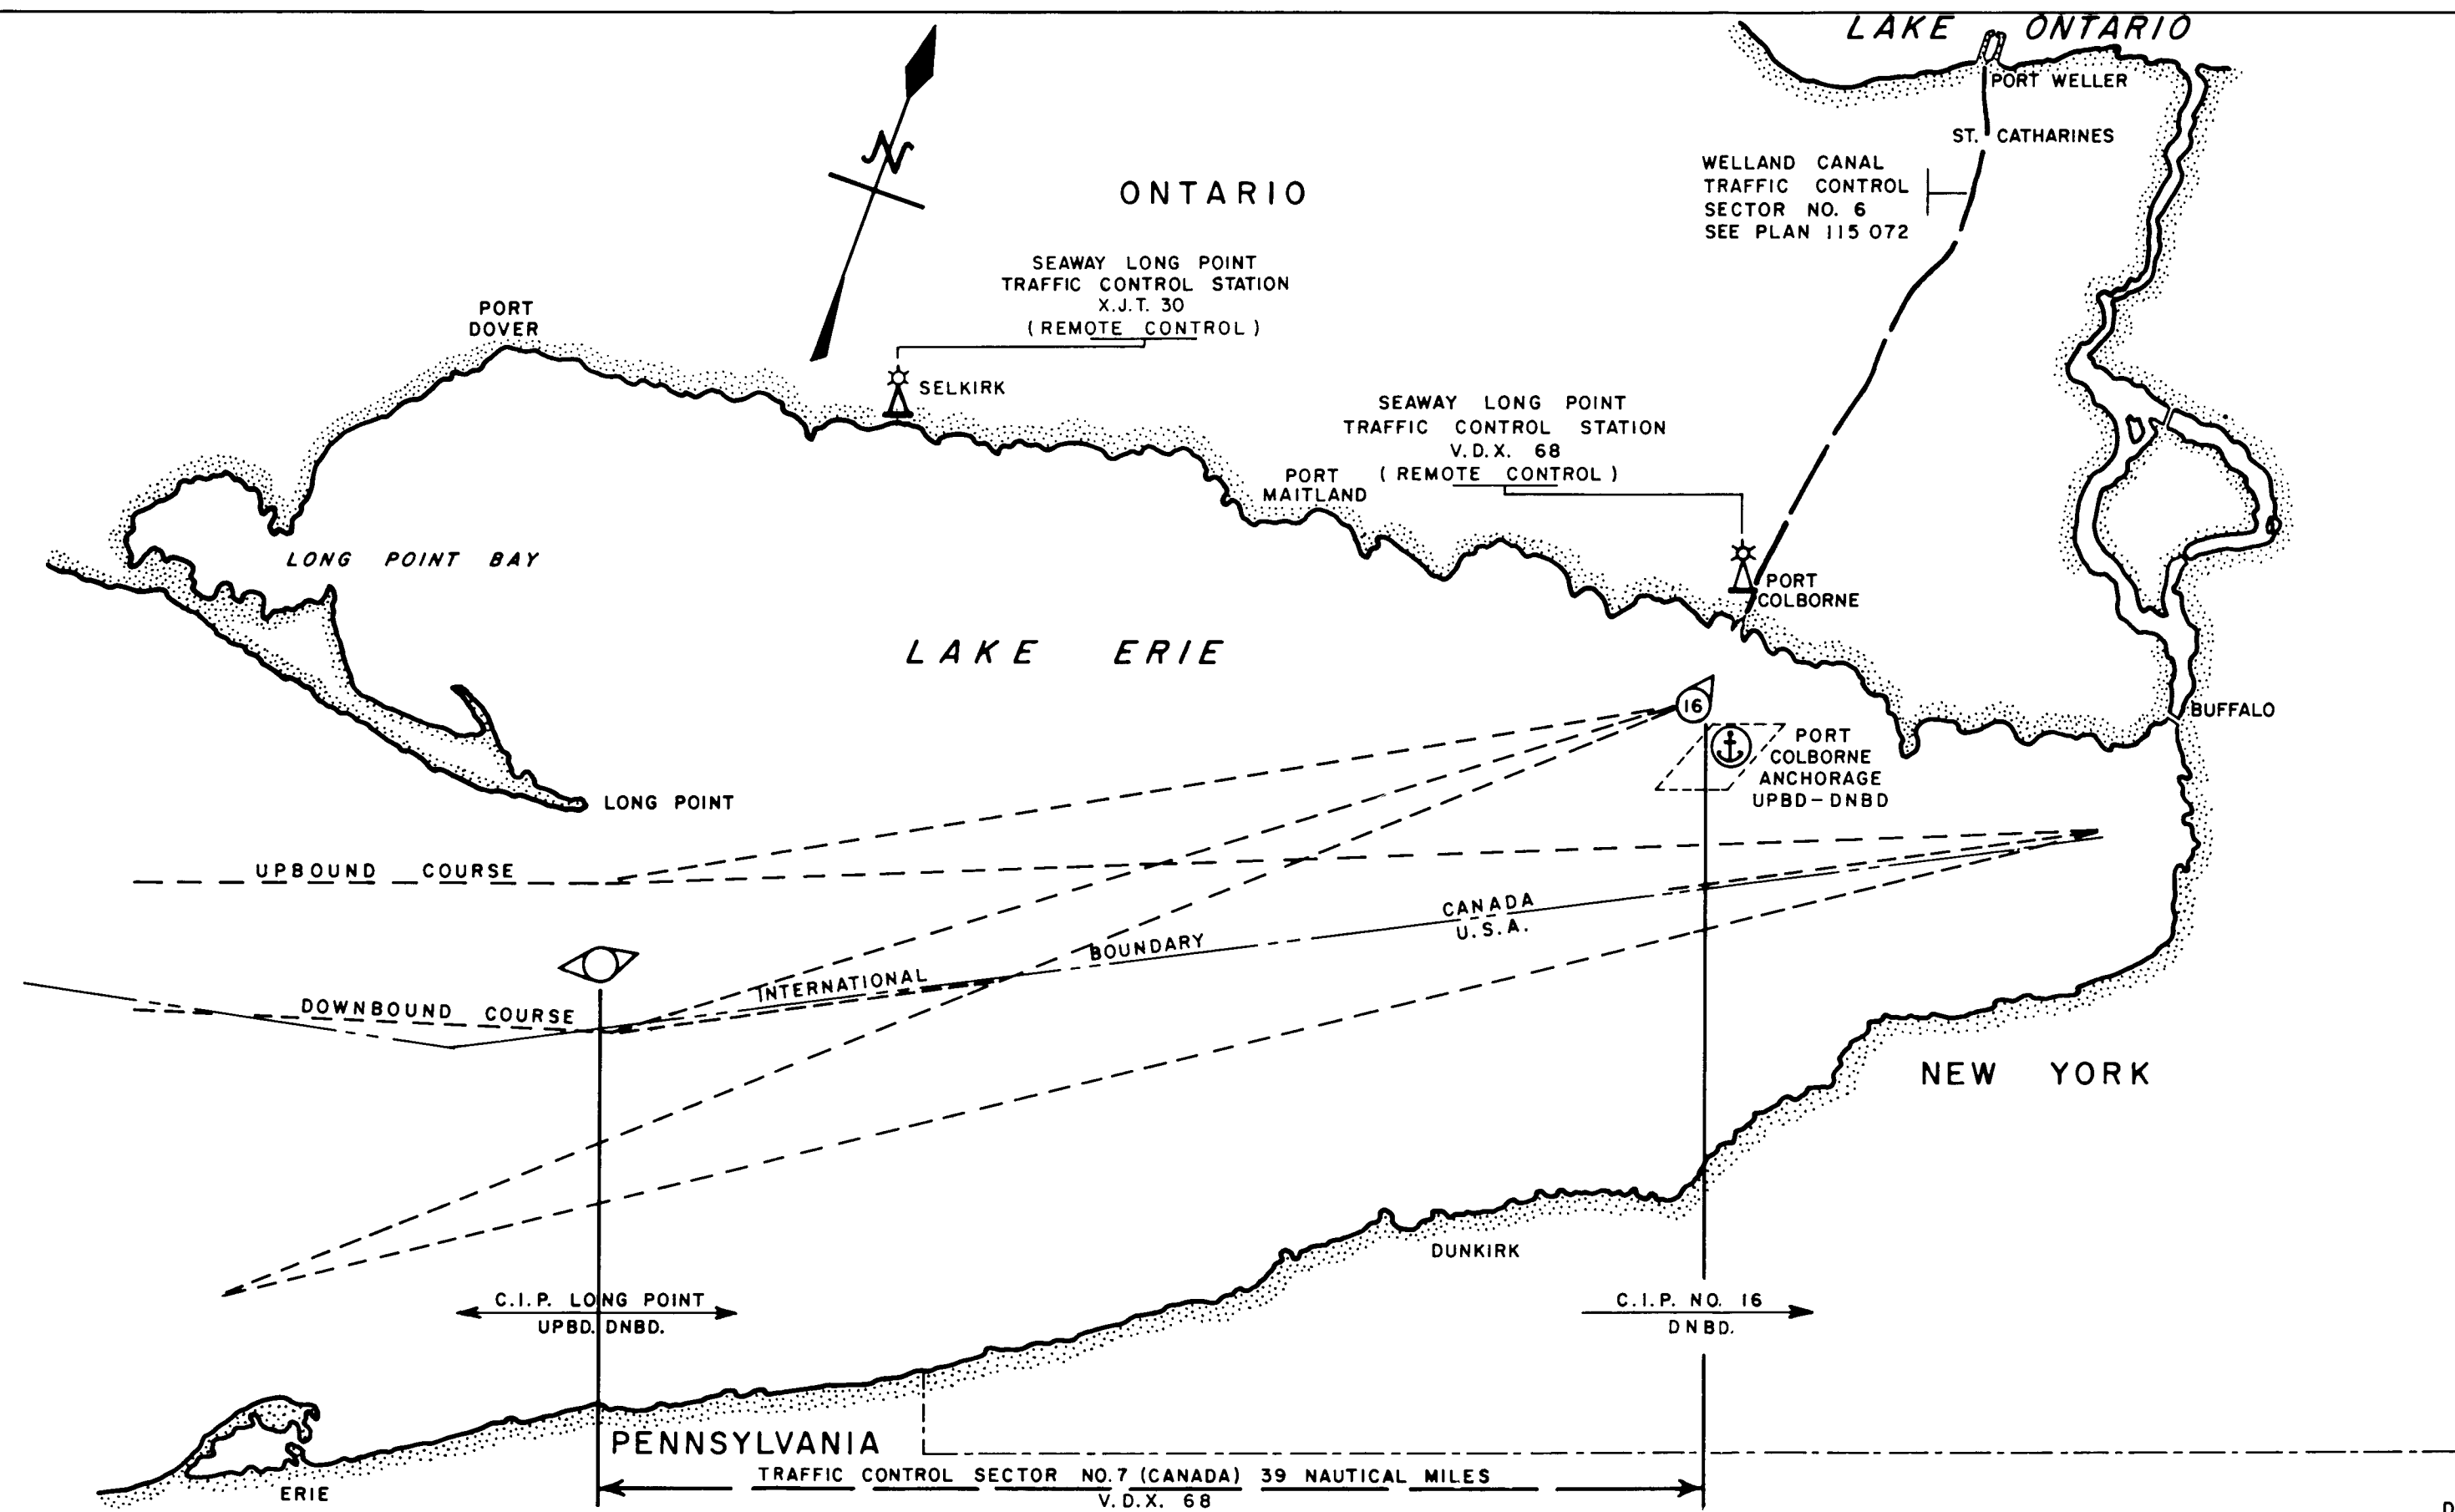 LAKE ONTARIO
PORT WELLER
ST. CATHARINES
WELLAND CANAL
TRAFFIC CONTROL
SECTOR NO. 6
SEE PLAN 115 072
N
ONTARIO
SEAWAY LONG POINT
TRAFFIC CONTROL STATION
X.J.T. 30
(REMOTE CONTROL)
PORT
DOVER
SELKIRK
SEAWAY LONG POINT
TRAFFIC CONTROL STATION
V.D.X. 68
(REMOTE CONTROL)
PORT
MAITLAND
LONG POINT BAY
PORT
COLBORNE
LAKE ERIE
16
BUFFALO
PORT
COLBORNE
ANCHORAGE
UPBD-DNBD
LONG POINT
UPBOUND COURSE
CANADA
U.S.A.
INTERNATIONAL BOUNDARY
DOWNBOUND COURSE
NEW YORK
DUNKIRK
C.I.P. LONG POINT
UPBD. DNBD.
C.I.P. NO. 16
DNBD.
PENNSYLVANIA
ERIE
TRAFFIC CONTROL SECTOR NO.7 (CANADA) 39 NAUTICAL MILES
V.D.X. 68